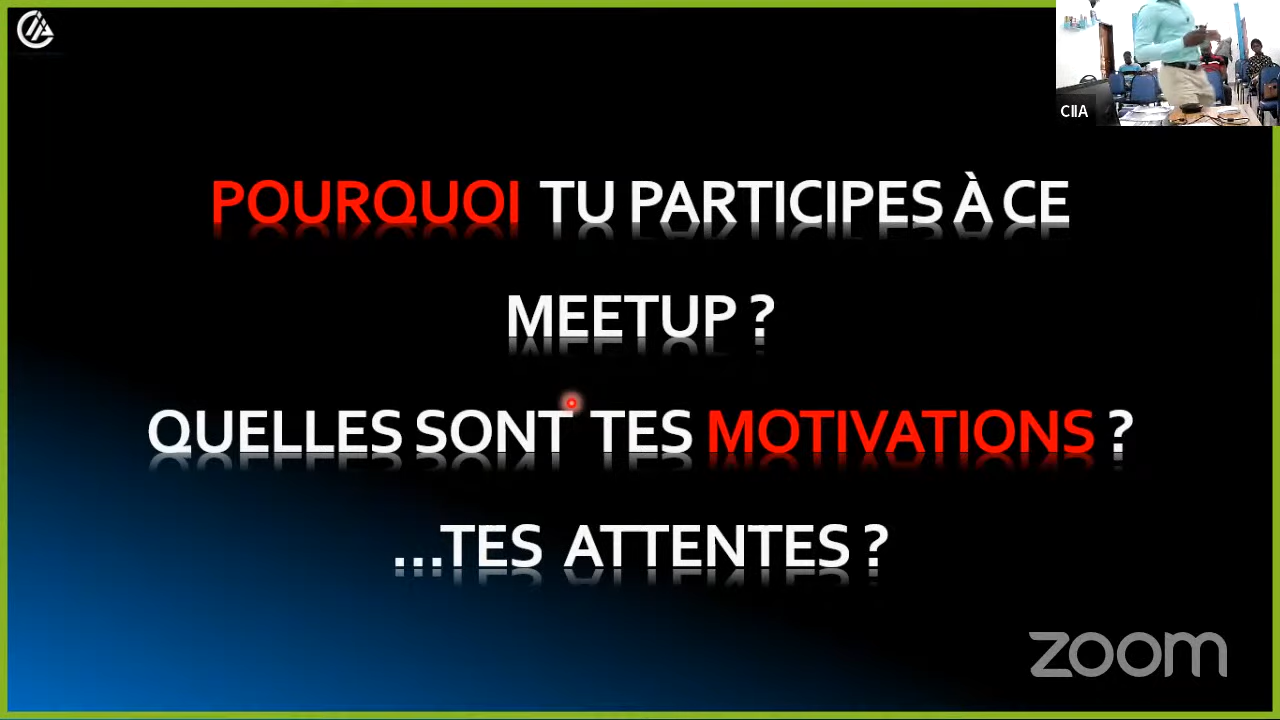 CIIA
POURQUOI TU PARTICIPES À CE
MEETUP ?
QUELLES SONT TES MOTIVATIONS ?
...TES ATTENTES ?
zoom